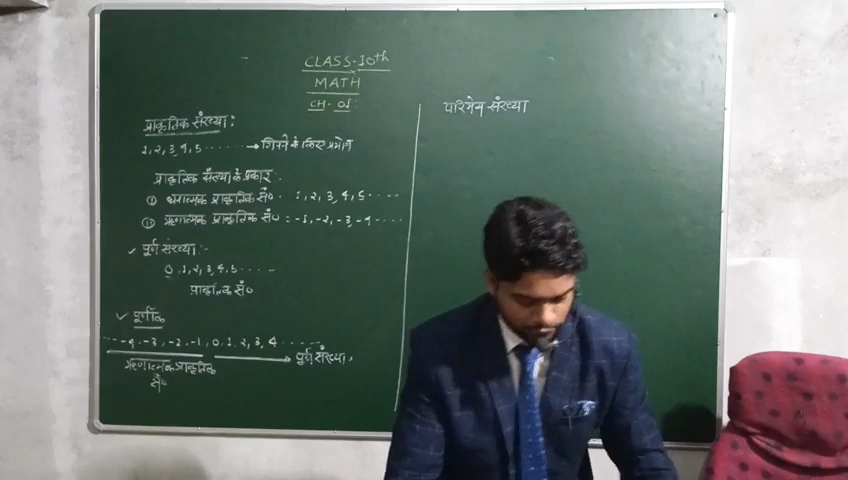 CLASS-10th
MATH
CH- 01:
प्राकृतिक संख्या:
1, 2, 3, 4, 5 ........ → गिनने के लिए प्रयोग
प्राकृतिक संख्या के प्रकार :-
① धनात्मक प्राकृतिक सं० - 1, 2, 3, 4, 5 ....
② ऋणात्मक प्राकृतिक सं० = -1, -2, -3, -4 ....
✓ पूर्ण संख्या:-
0, 1, 2, 3, 4, 5 ....
प्राकृतिक सं०
✓ पूर्णांक
... -4, -3, -2, -1, 0, 1, 2, 3, 4 ....
ऋणात्मक प्राकृतिक सं०
→ पूर्ण संख्या,
परिमेय संख्या